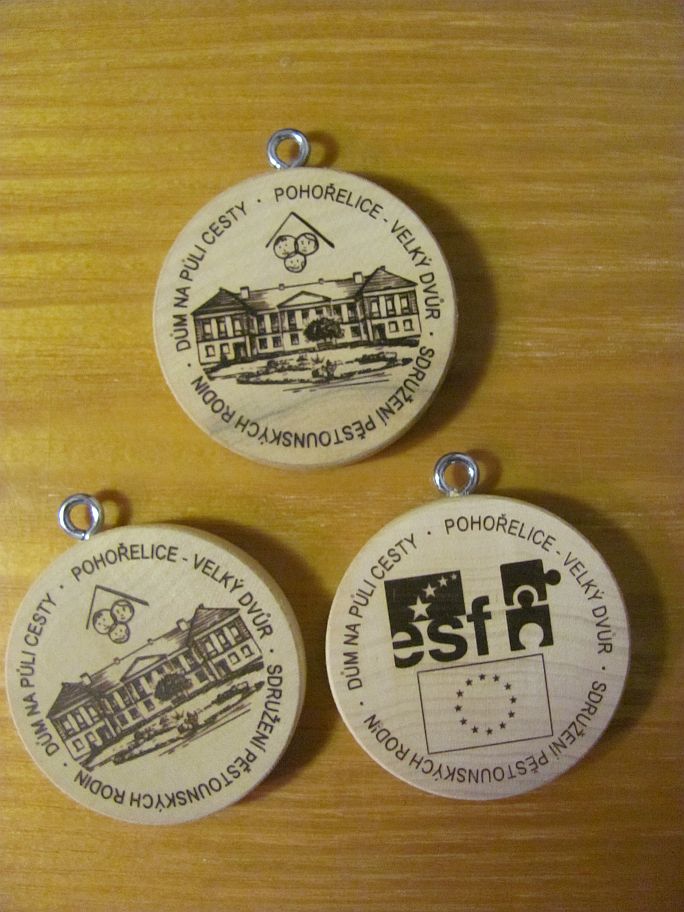 DŮM NA PŮLI CESTY · POHOŘELICE - VELKÝ DVŮR · SDRUŽENÍ PĚSTOUNSKÝCH RODIN ·
DŮM NA PŮLI CESTY · POHOŘELICE - VELKÝ DVŮR · SDRUŽENÍ PĚSTOUNSKÝCH RODIN ·
DŮM NA PŮLI CESTY · POHOŘELICE - VELKÝ DVŮR · SDRUŽENÍ PĚSTOUNSKÝCH RODIN ·
esf